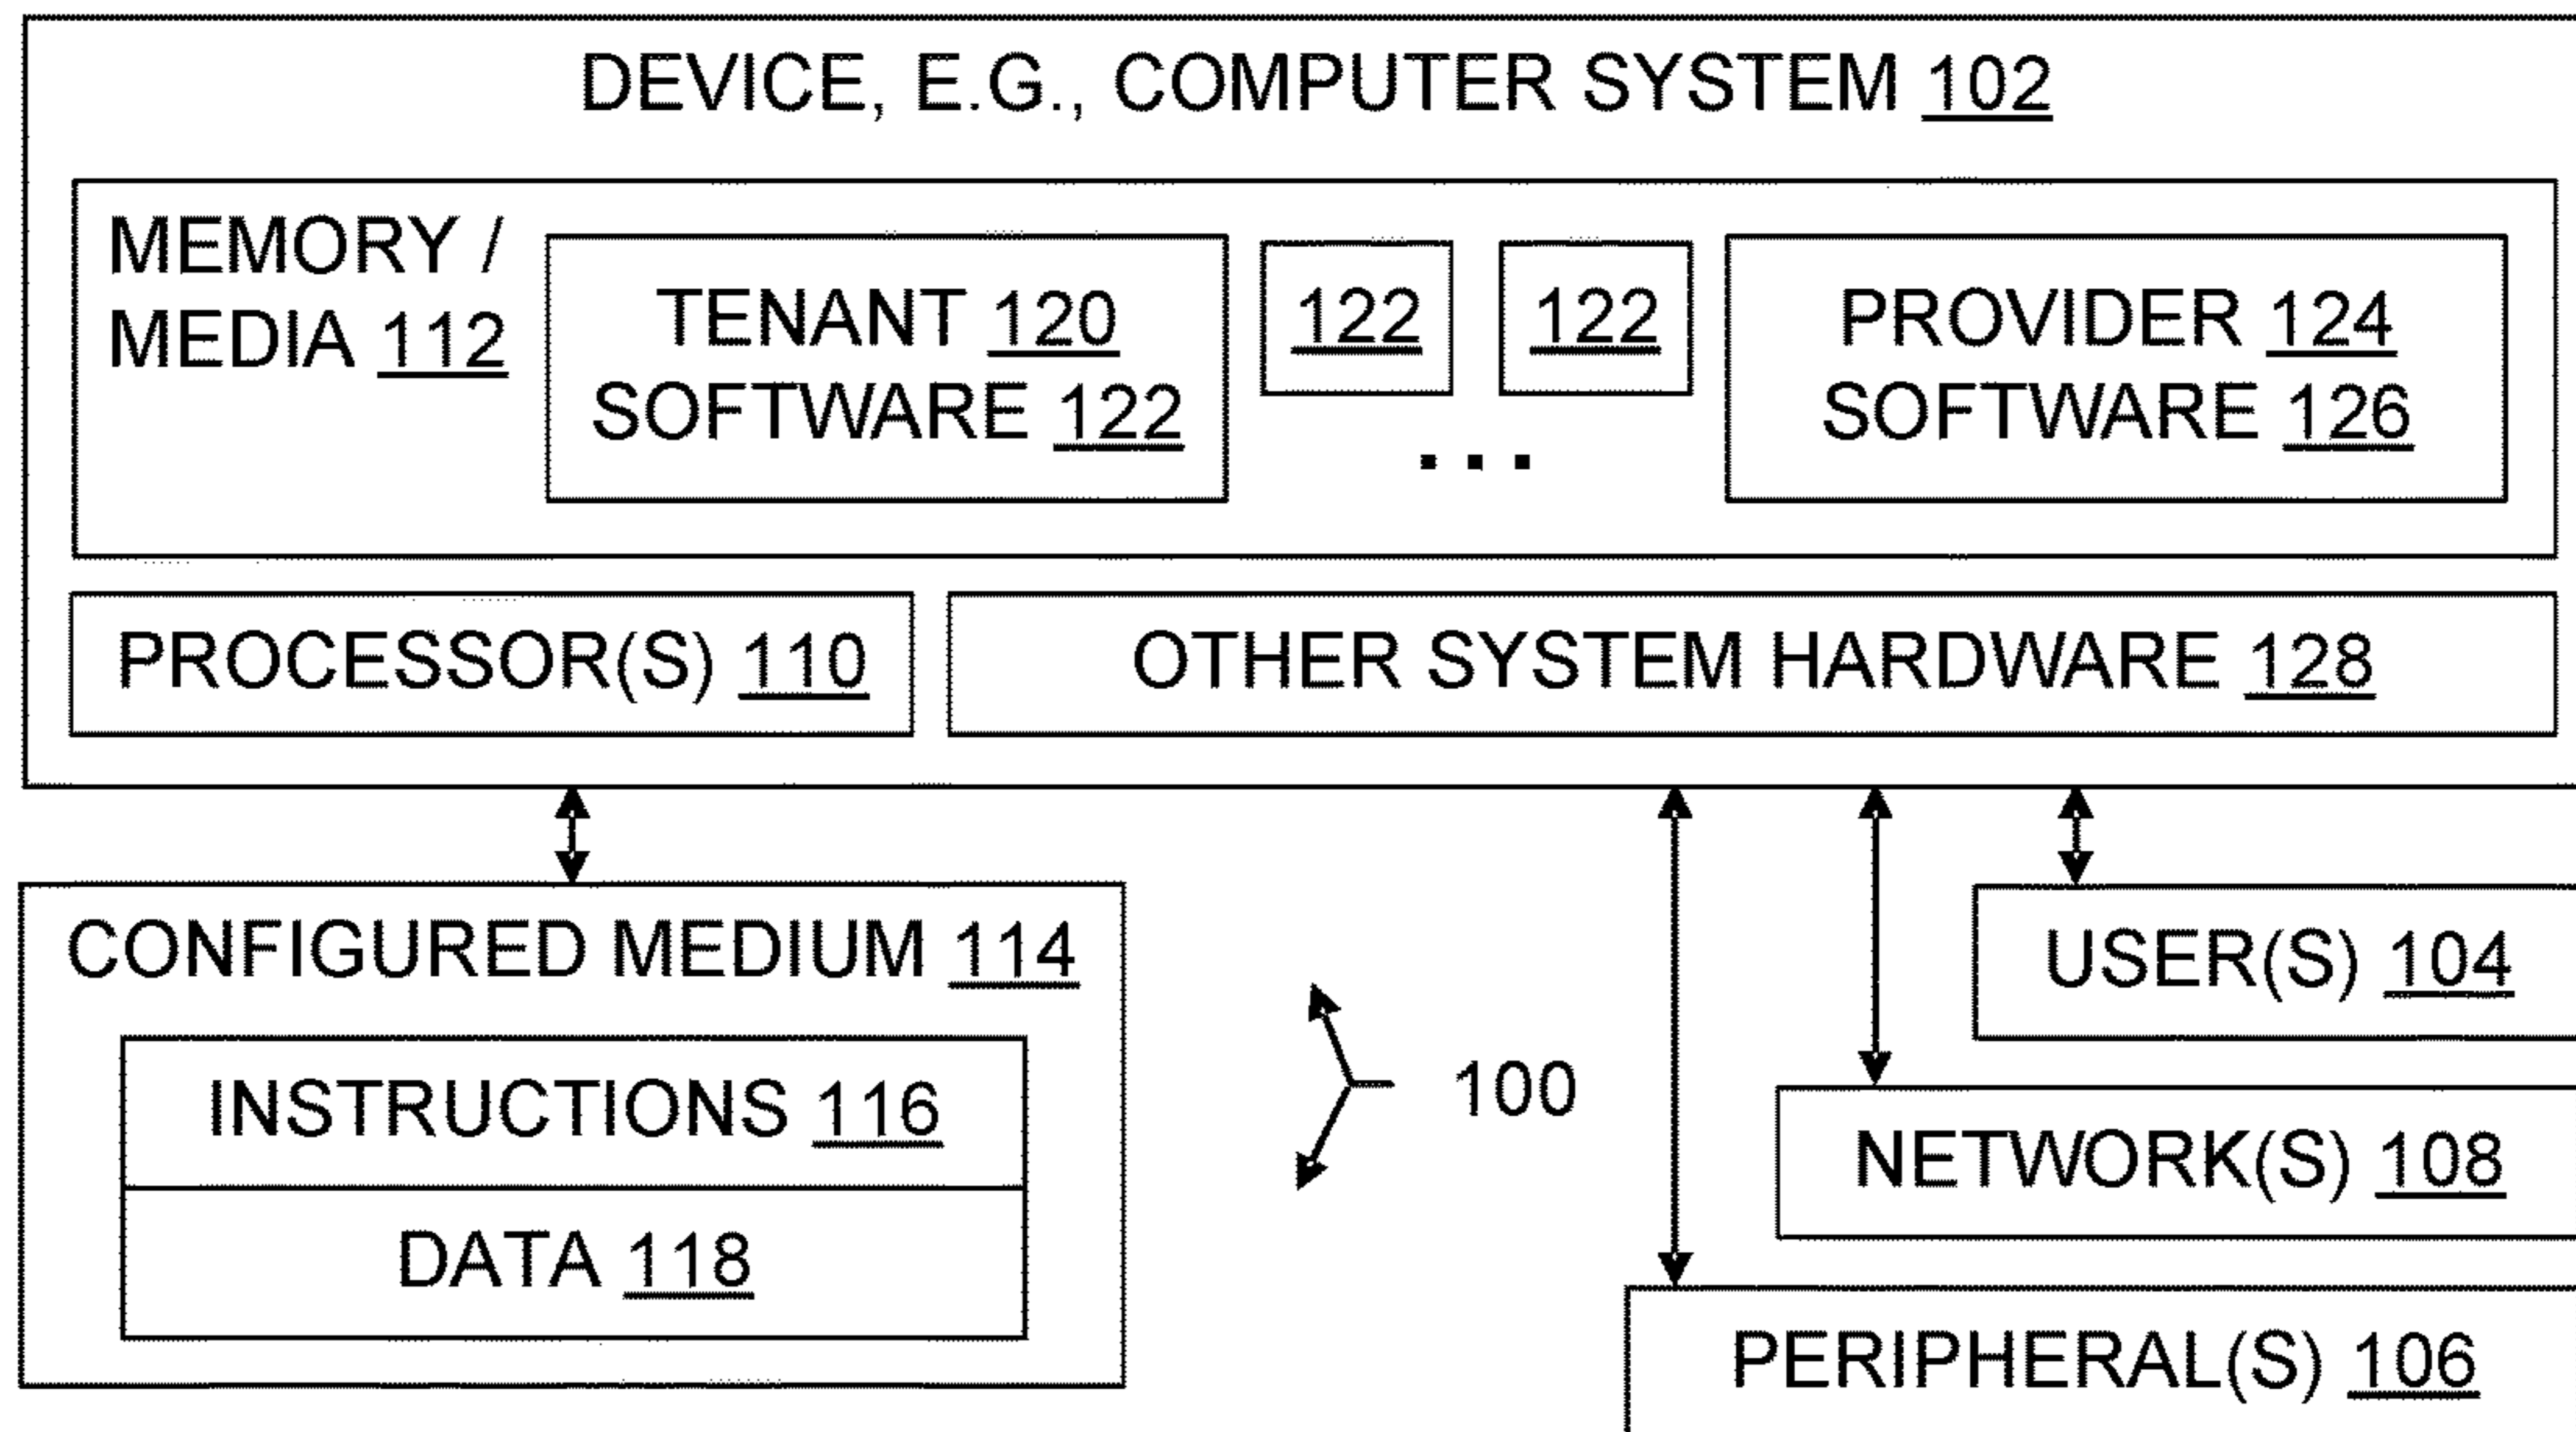 DEVICE, E.G., COMPUTER SYSTEM 102
MEMORY /
MEDIA 112
TENANT 120
SOFTWARE 122
122
122
...
PROVIDER 124
SOFTWARE 126
PROCESSOR(S) 110
OTHER SYSTEM HARDWARE 128
CONFIGURED MEDIUM 114
INSTRUCTIONS 116
DATA 118
100
USER(S) 104
NETWORK(S) 108
PERIPHERAL(S) 106